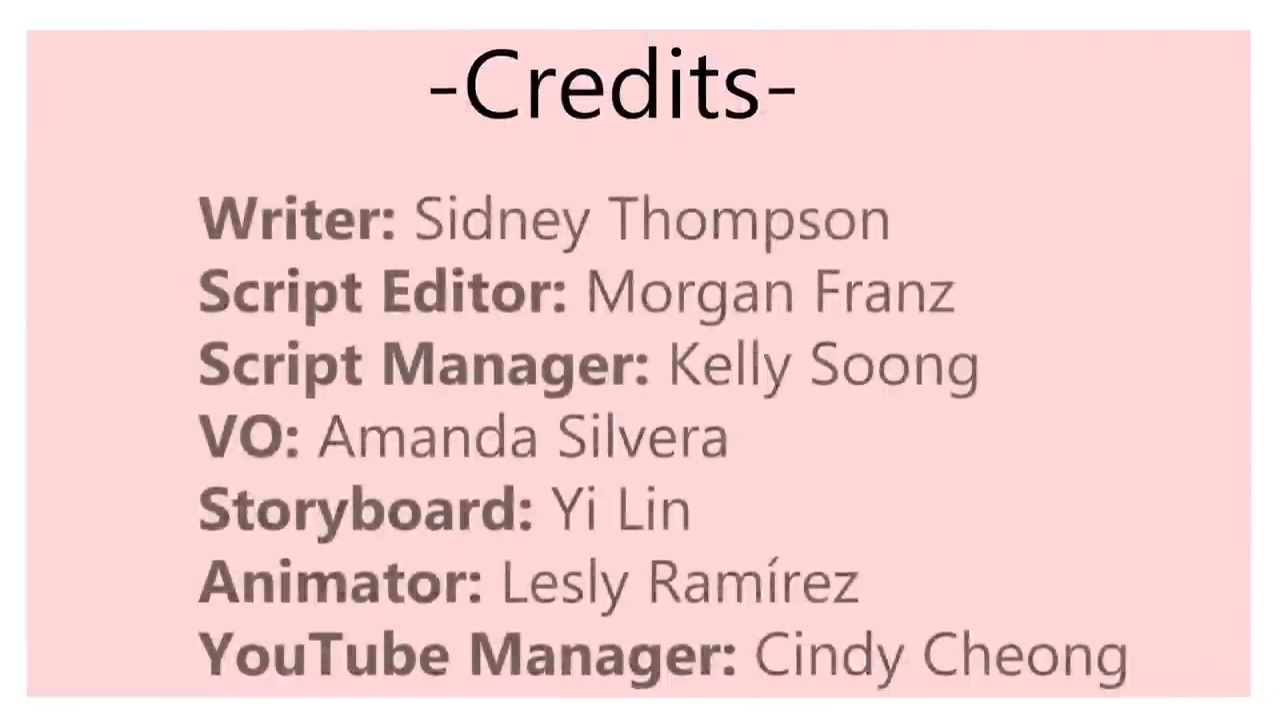 -Credits-
Writer: Sidney Thompson
Script Editor: Morgan Franz
Script Manager: Kelly Soong
VO: Amanda Silvera
Storyboard: Yi Lin
Animator: Lesly Ramírez
YouTube Manager: Cindy Cheong